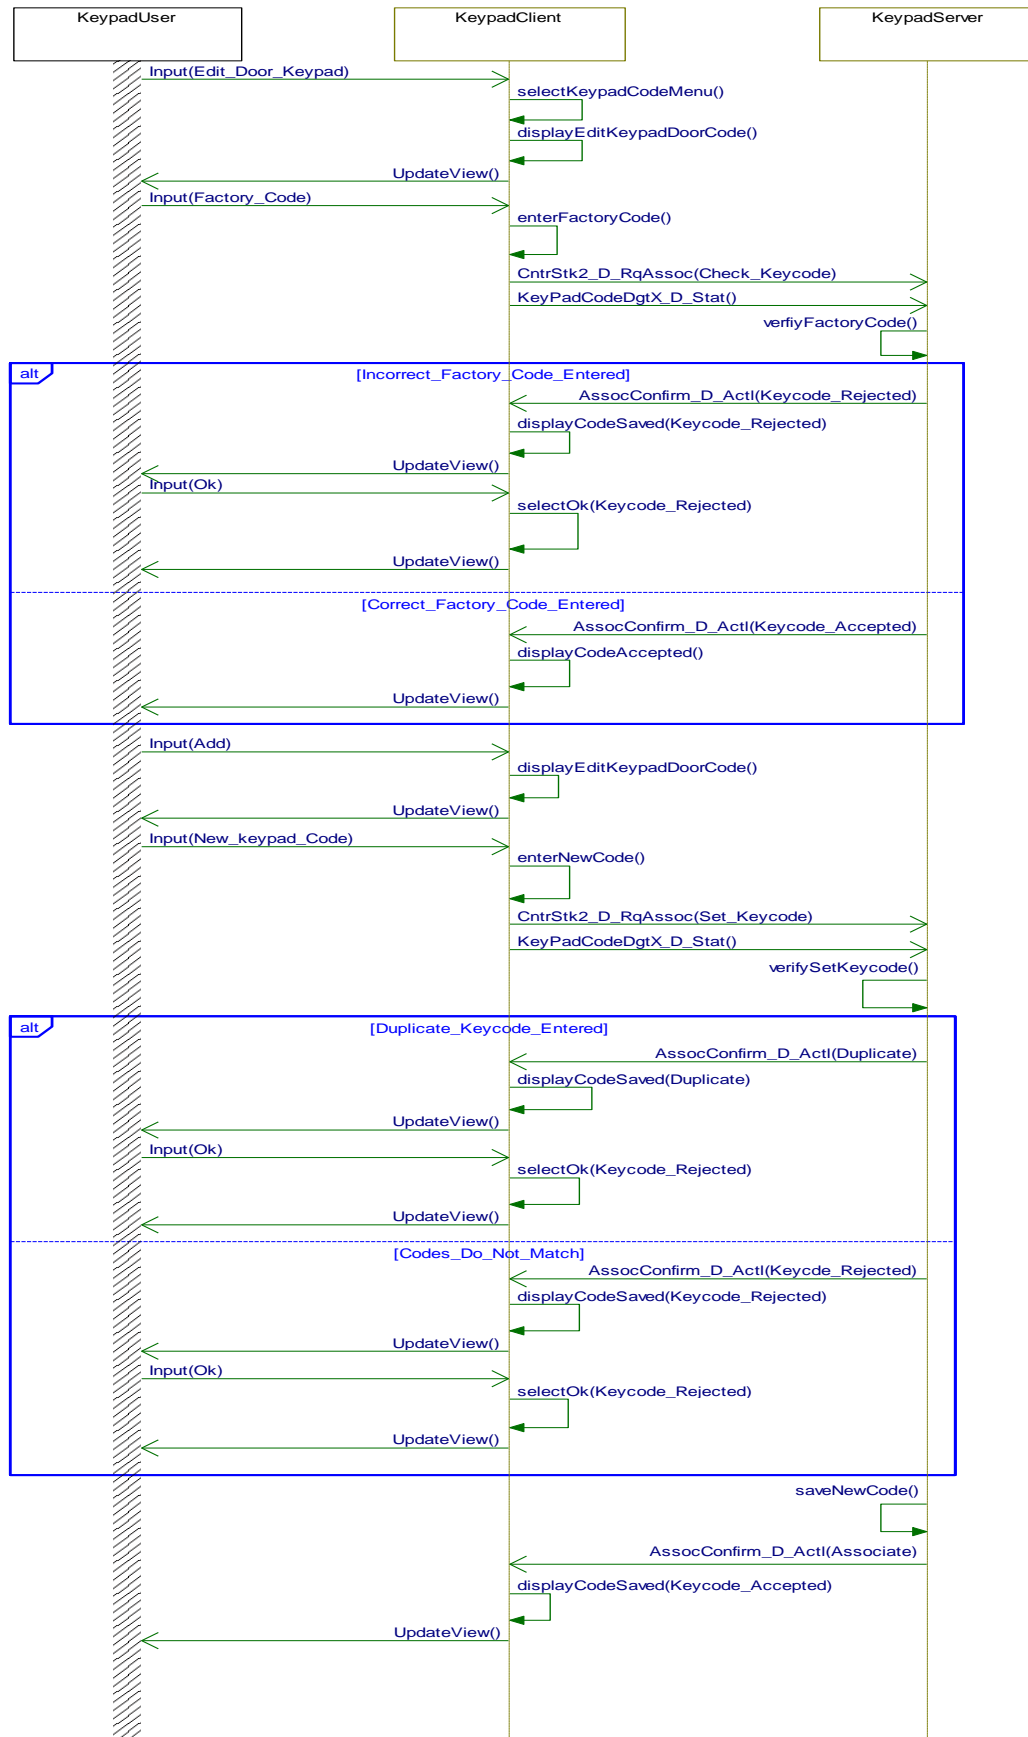 KeypadUser
KeypadClient
KeypadServer
Input(Edit_Door_Keypad)
selectKeypadCodeMenu()
displayEditKeypadDoorCode()
UpdateView()
Input(Factory_Code)
enterFactoryCode()
CntrStk2_D_RqAssoc(Check_Keycode)
KeyPadCodeDgtX_D_Stat()
verfiyFactoryCode()
alt
[Incorrect_Factory_Code_Entered]
AssocConfirm_D_Actl(Keycode_Rejected)
displayCodeSaved(Keycode_Rejected)
UpdateView()
Input(Ok)
selectOk(Keycode_Rejected)
UpdateView()
[Correct_Factory_Code_Entered]
AssocConfirm_D_Actl(Keycode_Accepted)
displayCodeAccepted()
UpdateView()
Input(Add)
displayEditKeypadDoorCode()
UpdateView()
Input(New_keypad_Code)
enterNewCode()
CntrStk2_D_RqAssoc(Set_Keycode)
KeyPadCodeDgtX_D_Stat()
verifySetKeycode()
alt
[Duplicate_Keycode_Entered]
AssocConfirm_D_Actl(Duplicate)
displayCodeSaved(Duplicate)
UpdateView()
Input(Ok)
selectOk(Keycode_Rejected)
UpdateView()
[Codes_Do_Not_Match]
AssocConfirm_D_Actl(Keycde_Rejected)
displayCodeSaved(Keycode_Rejected)
UpdateView()
Input(Ok)
selectOk(Keycode_Rejected)
UpdateView()
saveNewCode()
AssocConfirm_D_Actl(Associate)
displayCodeSaved(Keycode_Accepted)
UpdateView()